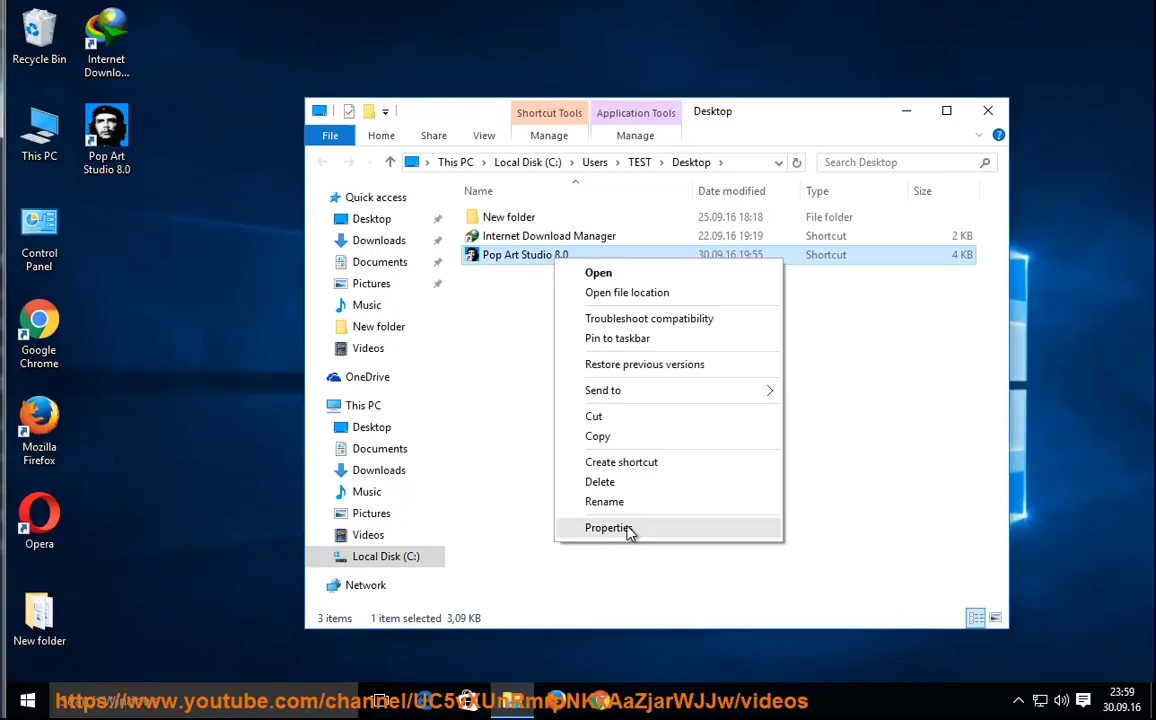 Recycle Bin
Internet
Downlo...
This PC
Pop Art
Studio 8.0
Control
Panel
Google
Chrome
Mozilla
Firefox
Opera
New folder
Shortcut Tools
Application Tools
Desktop
File
Home
Share
View
Manage
Manage
This PC
Local Disk (C:)
Users
TEST
Desktop
Search Desktop
Name
Date modified
Type
Size
New folder
25.09.16 18:18
File folder
Internet Download Manager
22.09.16 19:19
Shortcut
2 KB
Pop Art Studio 8.0
30.09.16 19:55
Shortcut
4 KB
Quick access
Desktop
Downloads
Documents
Pictures
Music
New folder
Videos
OneDrive
This PC
Desktop
Documents
Downloads
Music
Pictures
Videos
Local Disk (C:)
Network
Open
Open file location
Troubleshoot compatibility
Pin to taskbar
Restore previous versions
Send to
Cut
Copy
Create shortcut
Delete
Rename
Properties
3 items
1 item selected 3,09 KB
23:59
30.09.16